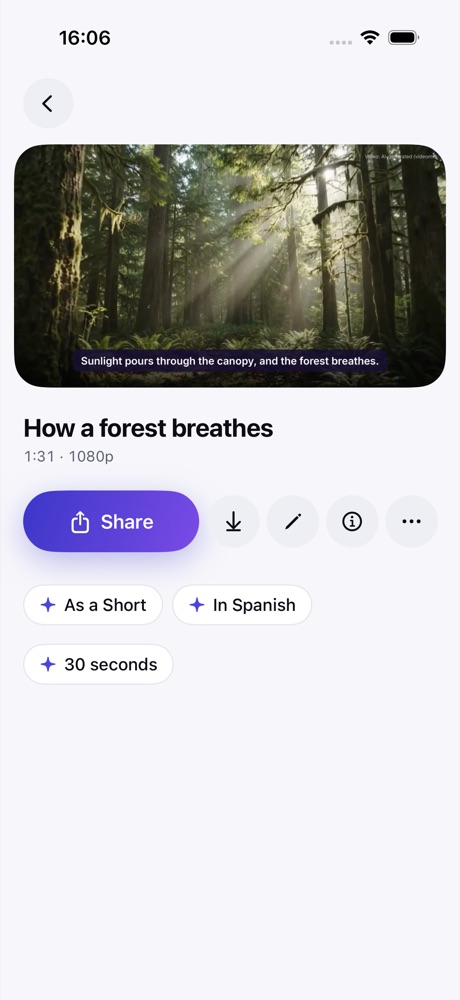 16:06
Sunlight pours through the canopy, and the forest breathes.
How a forest breathes
1:31 · 1080p
Share
As a Short
In Spanish
30 seconds